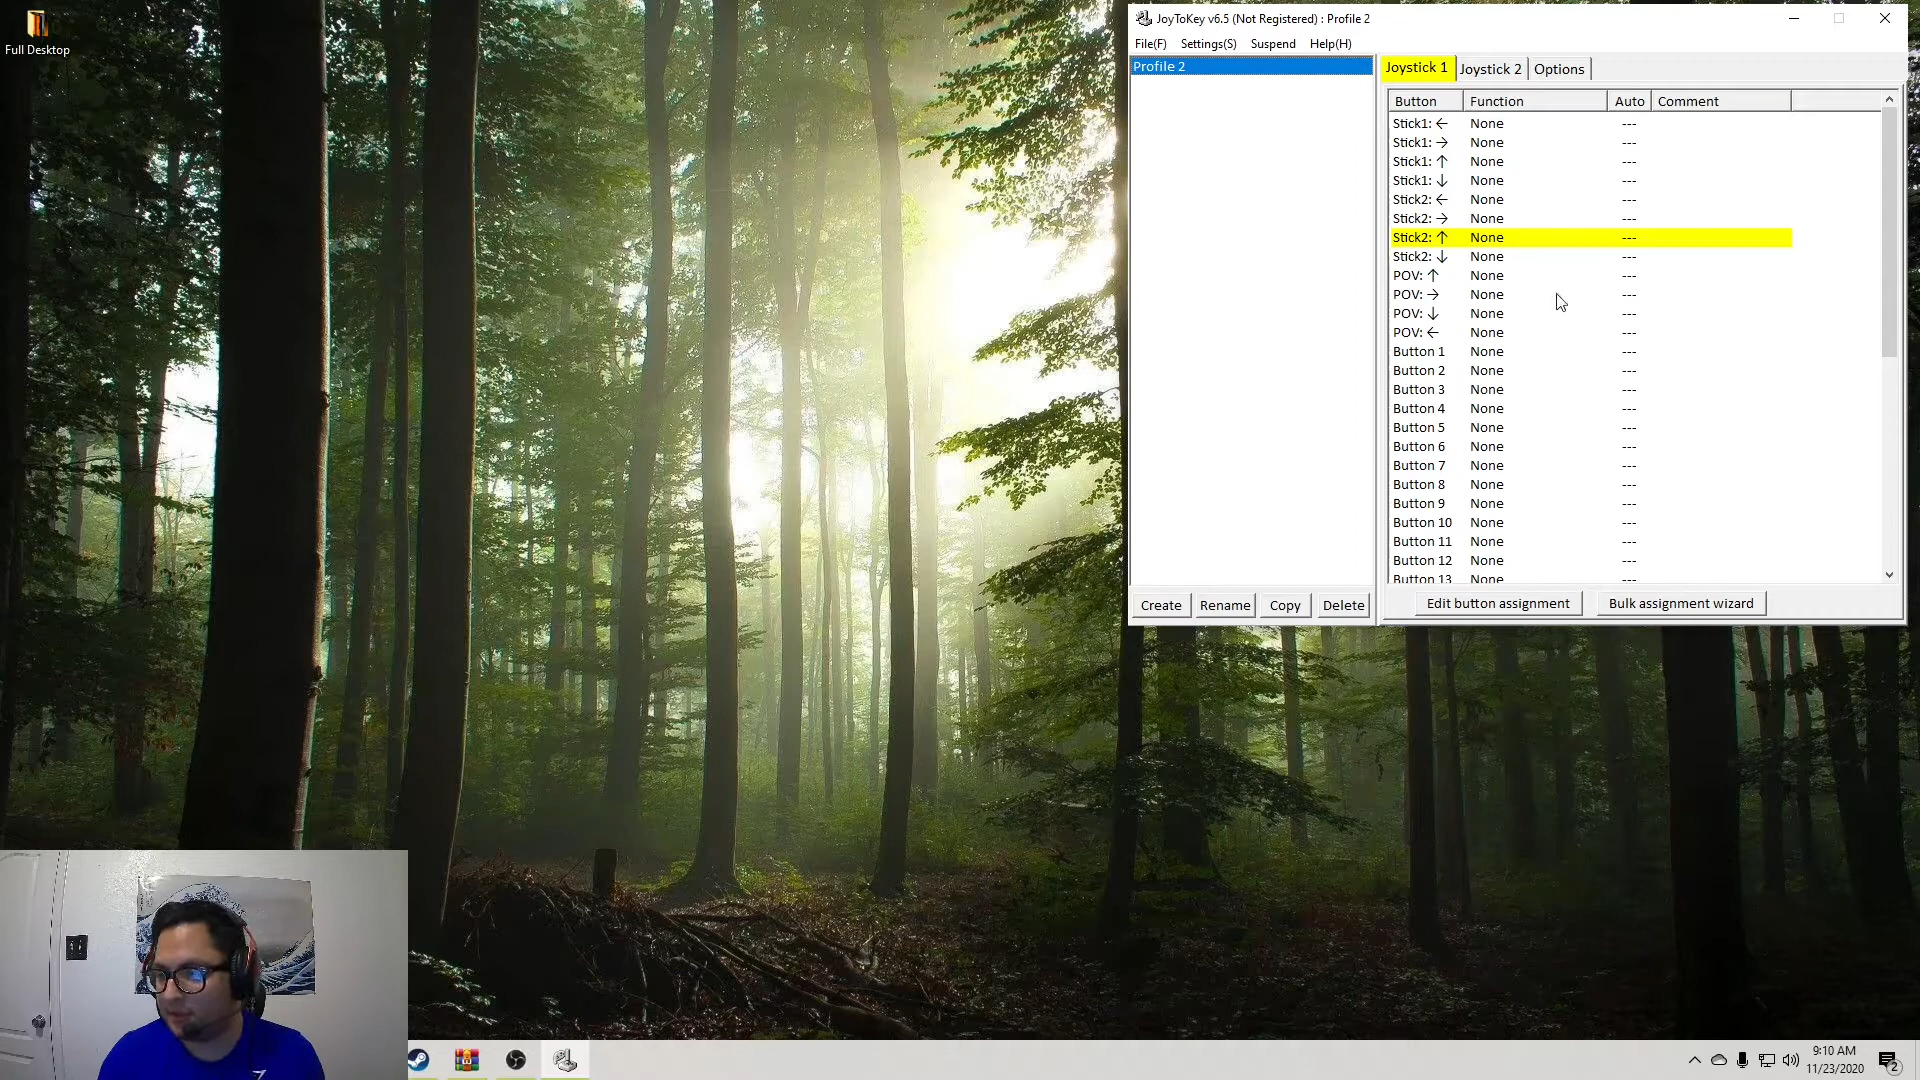 Full Desktop
JoyToKey v6.5 (Not Registered) : Profile 2
File(F) Settings(S) Suspend Help(H)
Profile 2
Joystick 1 Joystick 2 Options
Button Function Auto Comment
Stick1: ← None ---
Stick1: → None ---
Stick1: ↑ None ---
Stick1: ↓ None ---
Stick2: ← None ---
Stick2: → None ---
Stick2: ↑ None ---
Stick2: ↓ None ---
POV: ↑ None ---
POV: → None ---
POV: ↓ None ---
POV: ← None ---
Button 1 None ---
Button 2 None ---
Button 3 None ---
Button 4 None ---
Button 5 None ---
Button 6 None ---
Button 7 None ---
Button 8 None ---
Button 9 None ---
Button 10 None ---
Button 11 None ---
Button 12 None ---
Button 13 None ---
Create Rename Copy Delete
Edit button assignment Bulk assignment wizard
9:10 AM
11/23/2020
2